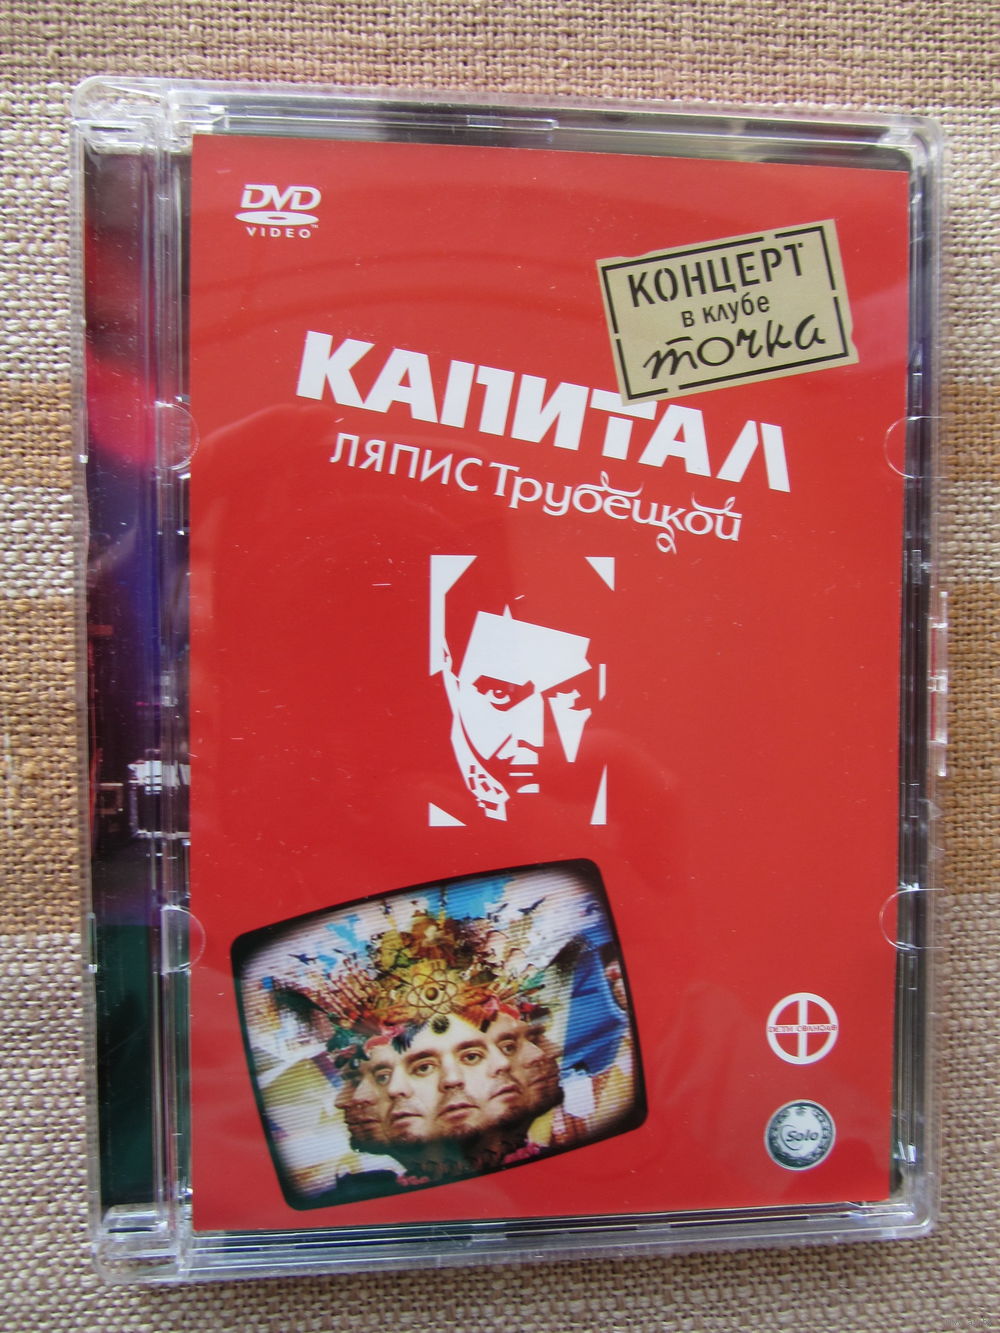 DVD
VIDEO
КОНЦЕРТ
в клубе
точка
КАПИТАЛ
ЛЯПИС Трубецкой
Solo